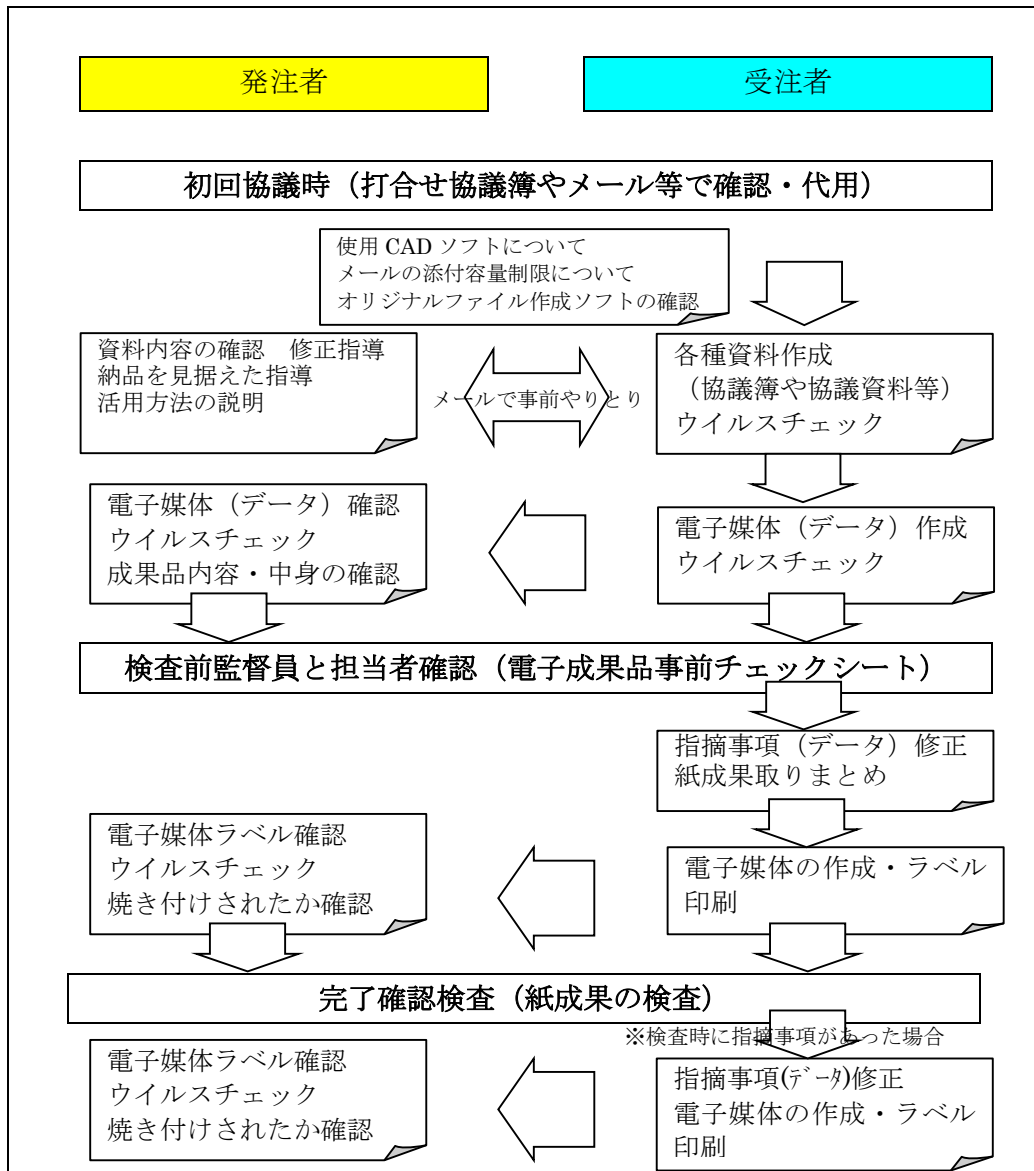 発注者
受注者
初回協議時（打合せ協議簿やメール等で確認・代用）
使用 CAD ソフトについて
メールの添付容量制限について
オリジナルファイル作成ソフトの確認
資料内容の確認　修正指導
納品を見据えた指導
活用方法の説明
メールで事前やりとり
各種資料作成
（協議簿や協議資料等）
ウイルスチェック
電子媒体（データ）確認
ウイルスチェック
成果品内容・中身の確認
電子媒体（データ）作成
ウイルスチェック
検査前監督員と担当者確認（電子成果品事前チェックシート）
指摘事項（データ）修正
紙成果取りまとめ
電子媒体ラベル確認
ウイルスチェック
焼き付けされたか確認
電子媒体の作成・ラベル
印刷
完了確認検査（紙成果の検査）
※検査時に指摘事項があった場合
電子媒体ラベル確認
ウイルスチェック
焼き付けされたか確認
指摘事項(ﾃﾞｰﾀ)修正
電子媒体の作成・ラベル
印刷